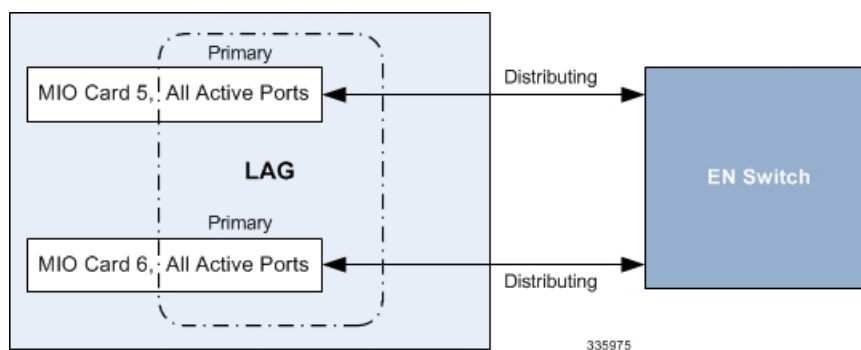 Primary
MIO Card 5, All Active Ports
Distributing
LAG
EN Switch
Primary
MIO Card 6, All Active Ports
Distributing
335975